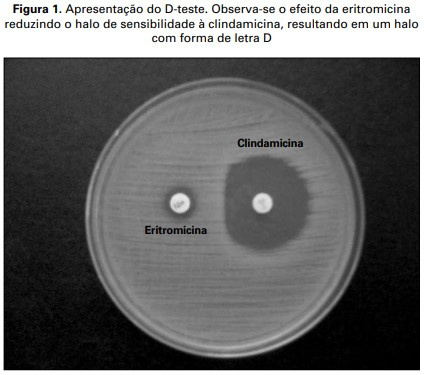 Figura 1. Apresentação do D-teste. Observa-se o efeito da eritromicina
reduzindo o halo de sensibilidade à clindamicina, resultando em um halo
com forma de letra D
Clindamicina
Eritromicina